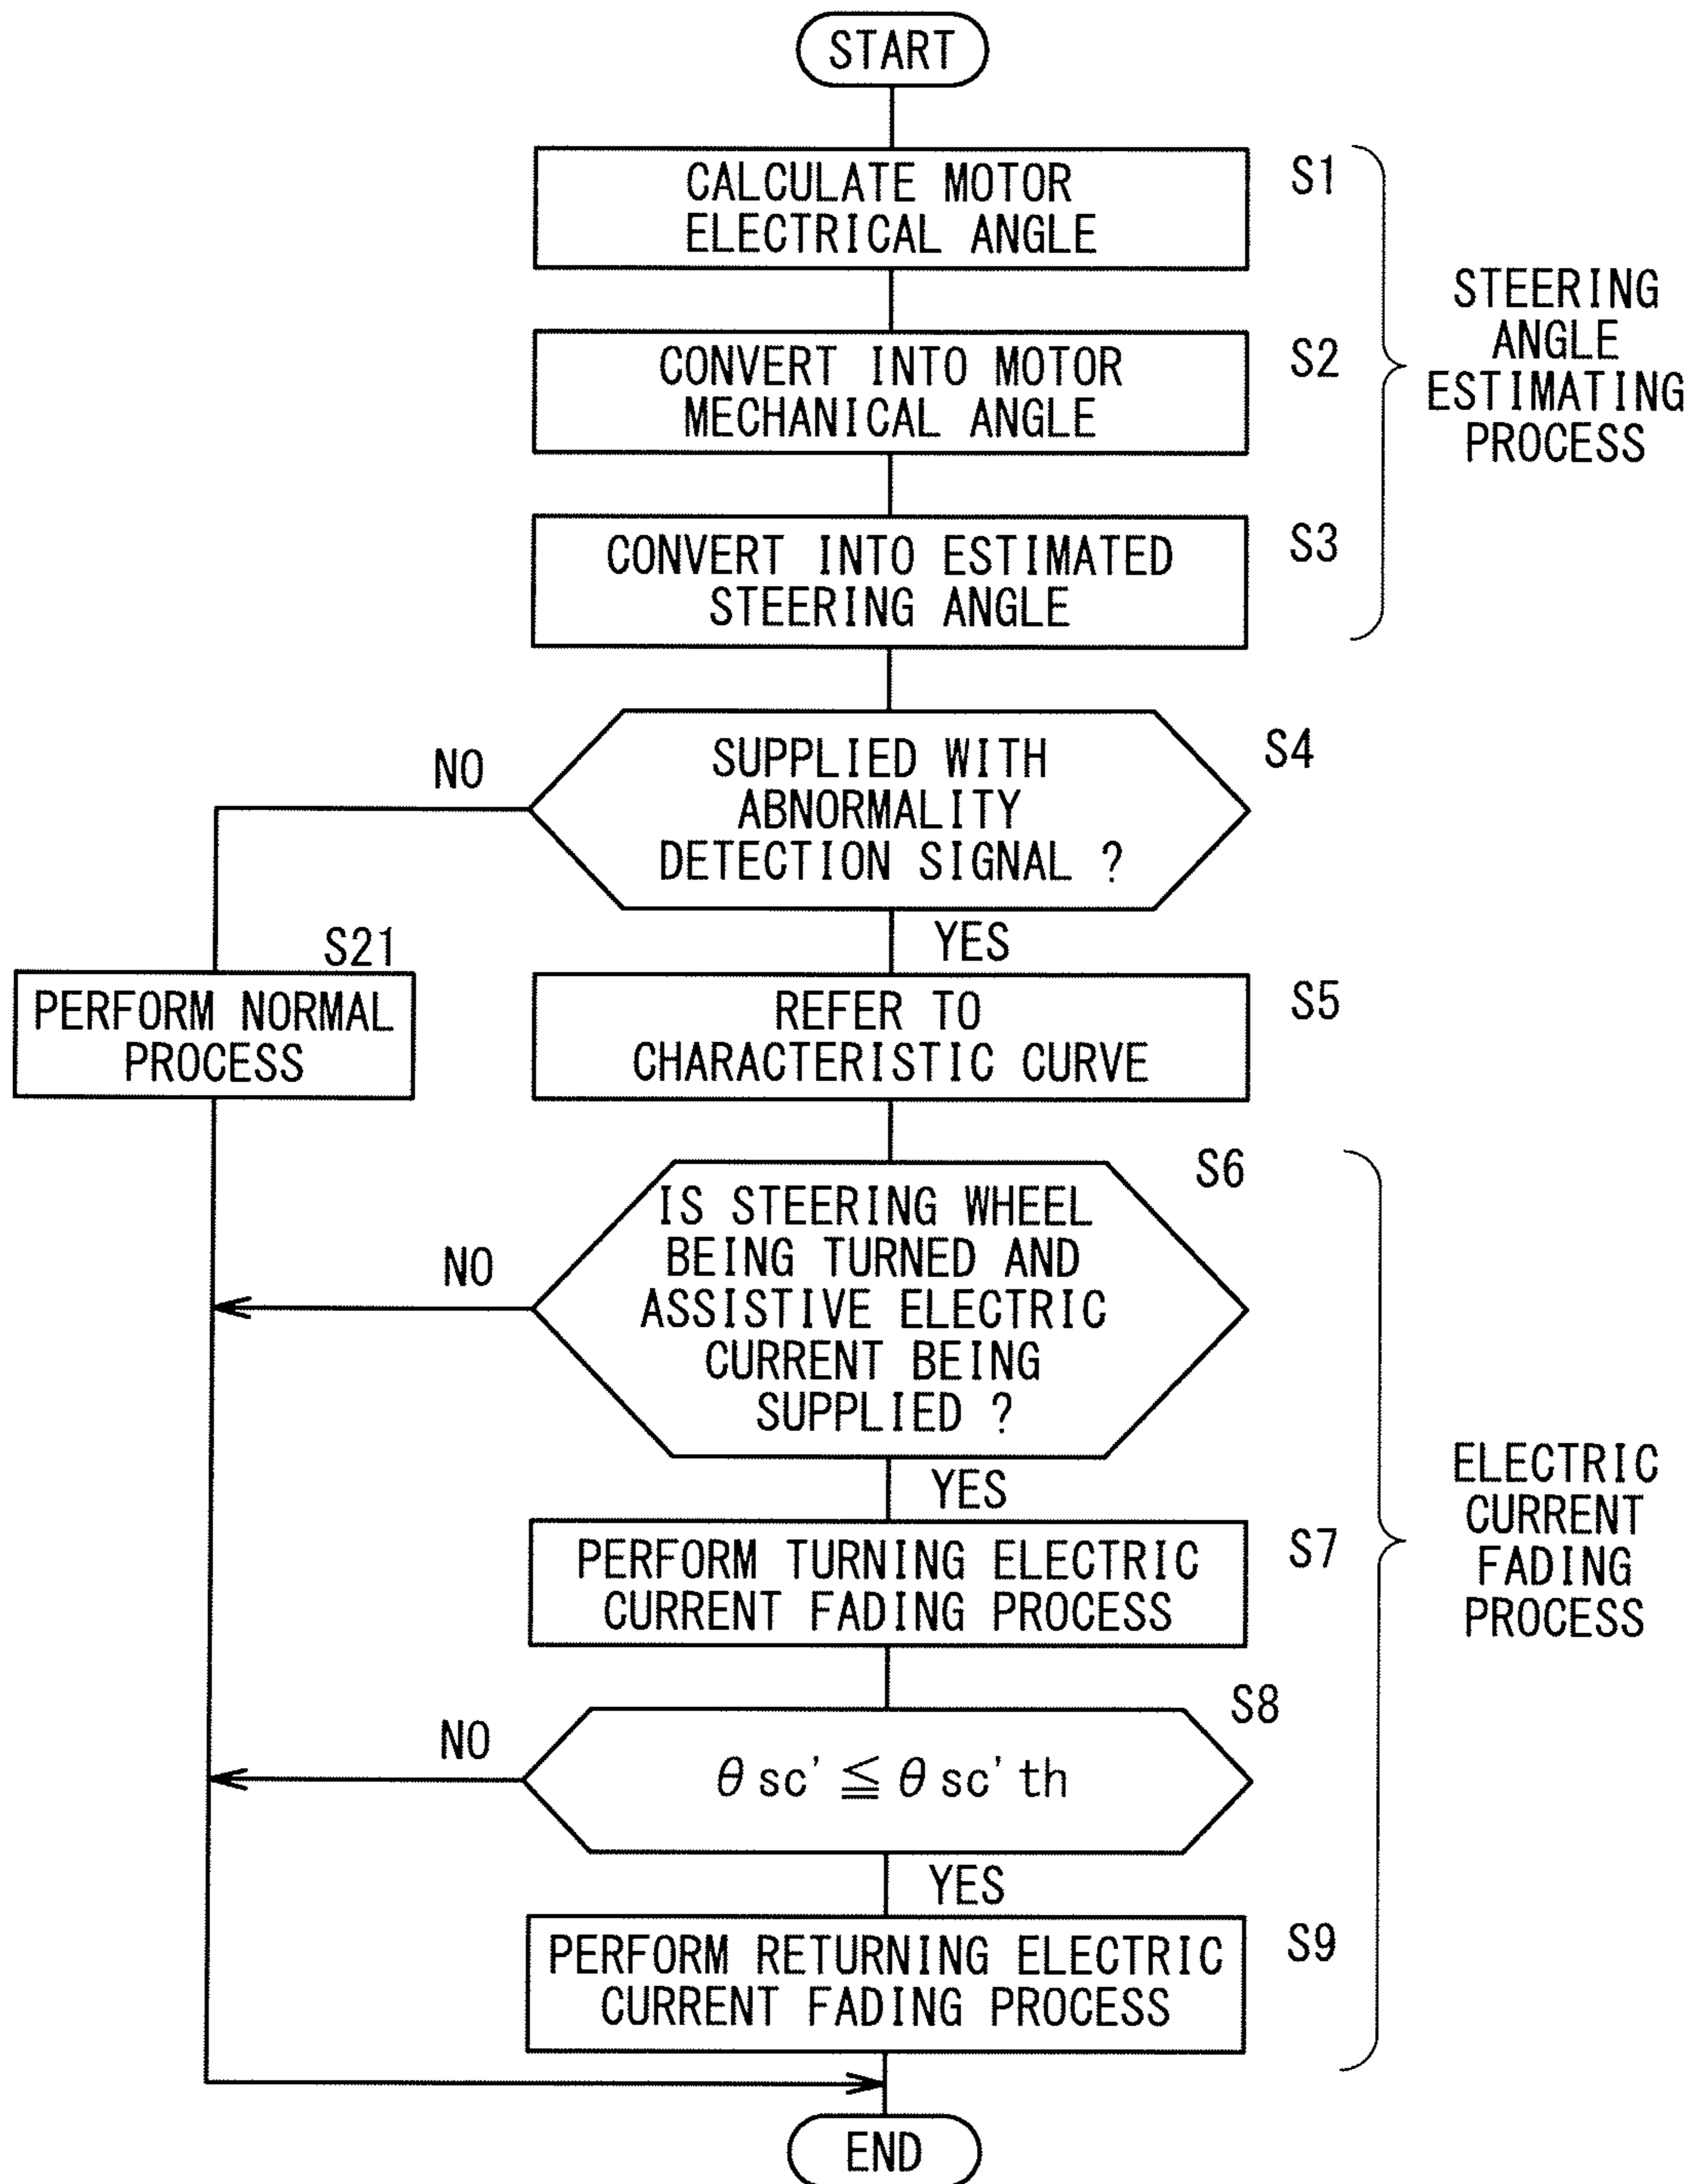 START
CALCULATE MOTOR
ELECTRICAL ANGLE
S1
CONVERT INTO MOTOR
MECHANICAL ANGLE
S2
CONVERT INTO ESTIMATED
STEERING ANGLE
S3
STEERING
ANGLE
ESTIMATING
PROCESS
SUPPLIED WITH
ABNORMALITY
DETECTION SIGNAL ?
S4
NO
YES
S21
PERFORM NORMAL
PROCESS
REFER TO
CHARACTERISTIC CURVE
S5
IS STEERING WHEEL
BEING TURNED AND
ASSISTIVE ELECTRIC
CURRENT BEING
SUPPLIED ?
S6
NO
YES
PERFORM TURNING ELECTRIC
CURRENT FADING PROCESS
S7
ELECTRIC
CURRENT
FADING
PROCESS
θsc' ≦ θsc'th
S8
NO
YES
PERFORM RETURNING ELECTRIC
CURRENT FADING PROCESS
S9
END